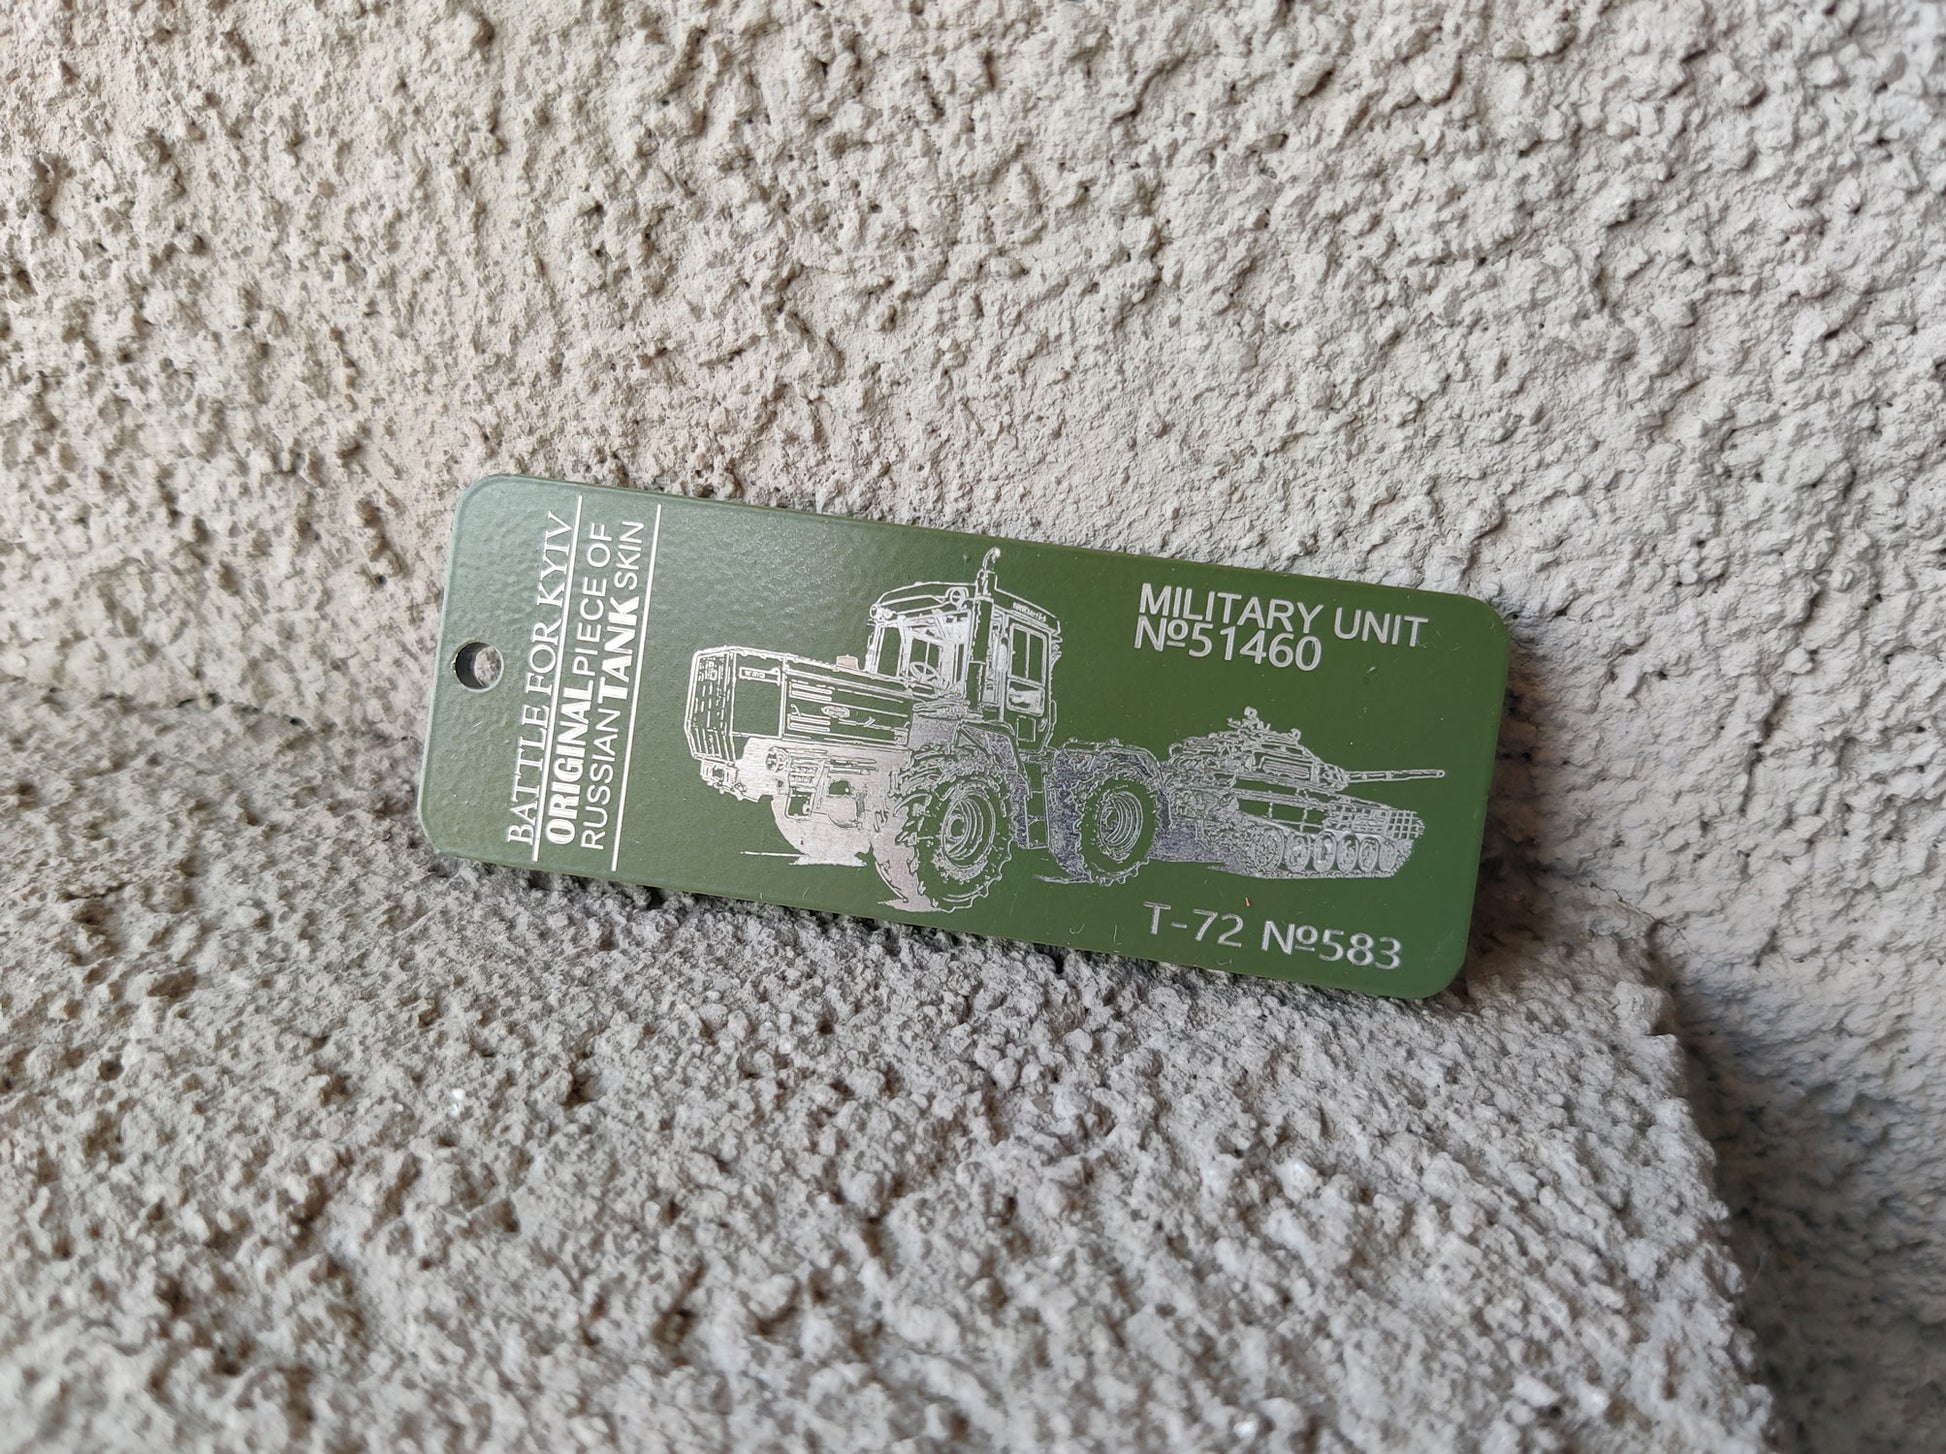 BATTLE FOR KYIV
ORIGINAL PIECE OF
RUSSIAN TANK SKIN
MILITARY UNIT
№51460
T-72 №583